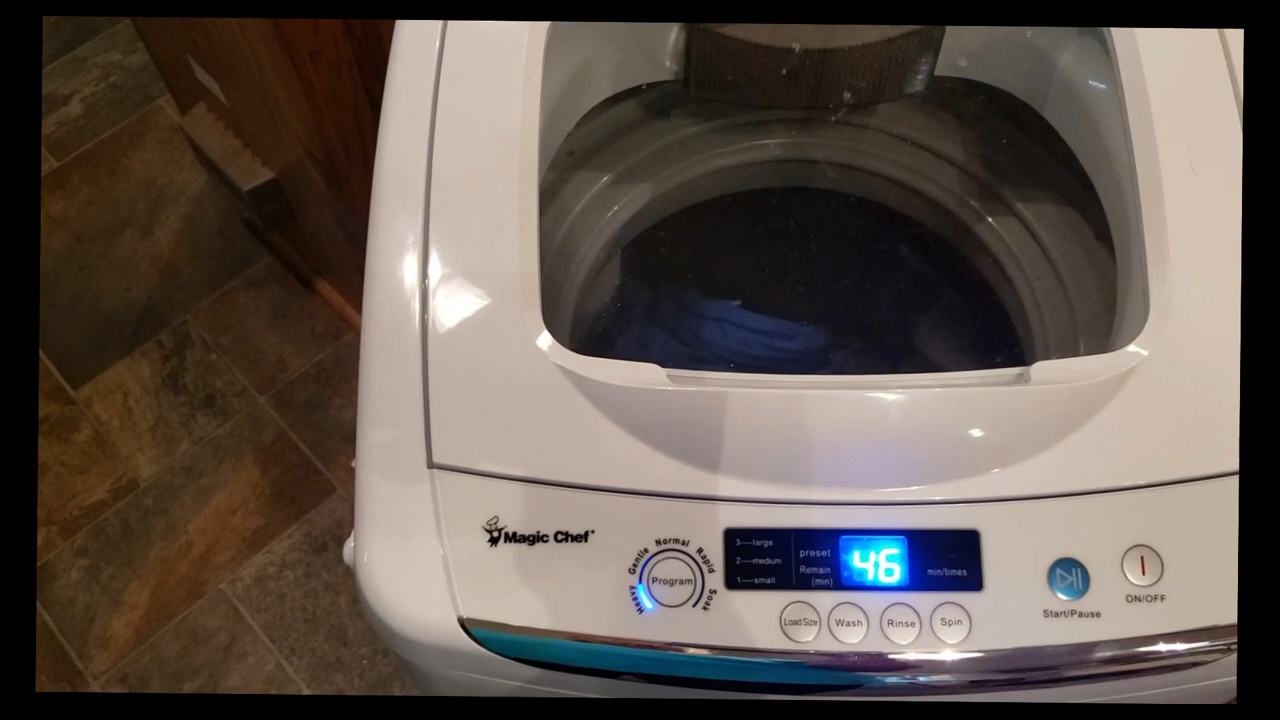 Magic Chef
Heavy Gentle Normal Rapid Soak
Program
3—large
2—medium
1—small
preset
Remain
(min)
46
min/times
Load Size
Wash
Rinse
Spin
Start/Pause
ON/OFF